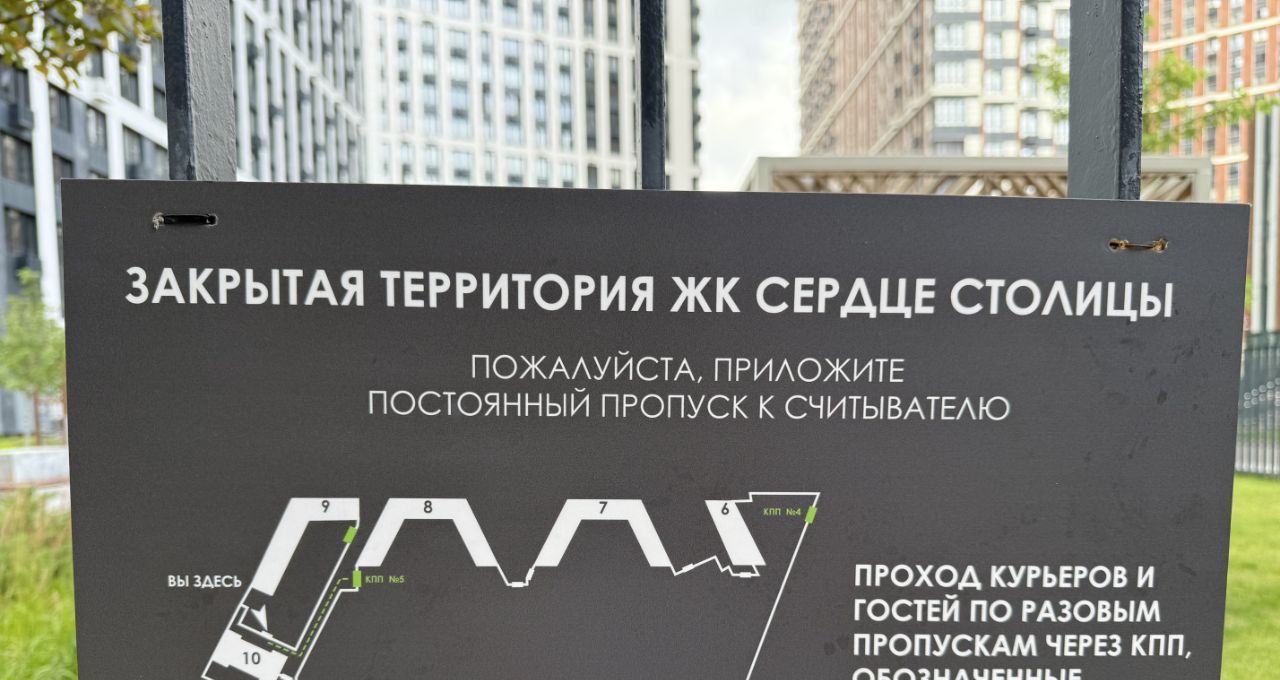 ЗАКРЫТАЯ ТЕРРИТОРИЯ ЖК СЕРДЦЕ СТОЛИЦЫ
ПОЖАЛУЙСТА, ПРИЛОЖИТЕ
ПОСТОЯННЫЙ ПРОПУСК К СЧИТЫВАТЕЛЮ
9 8 7 6
КПП №4
ВЫ ЗДЕСЬ
КПП №5
10
ПРОХОД КУРЬЕРОВ И
ГОСТЕЙ ПО РАЗОВЫМ
ПРОПУСКАМ ЧЕРЕЗ КПП,
ОБОЗНАЧЕННЫЕ